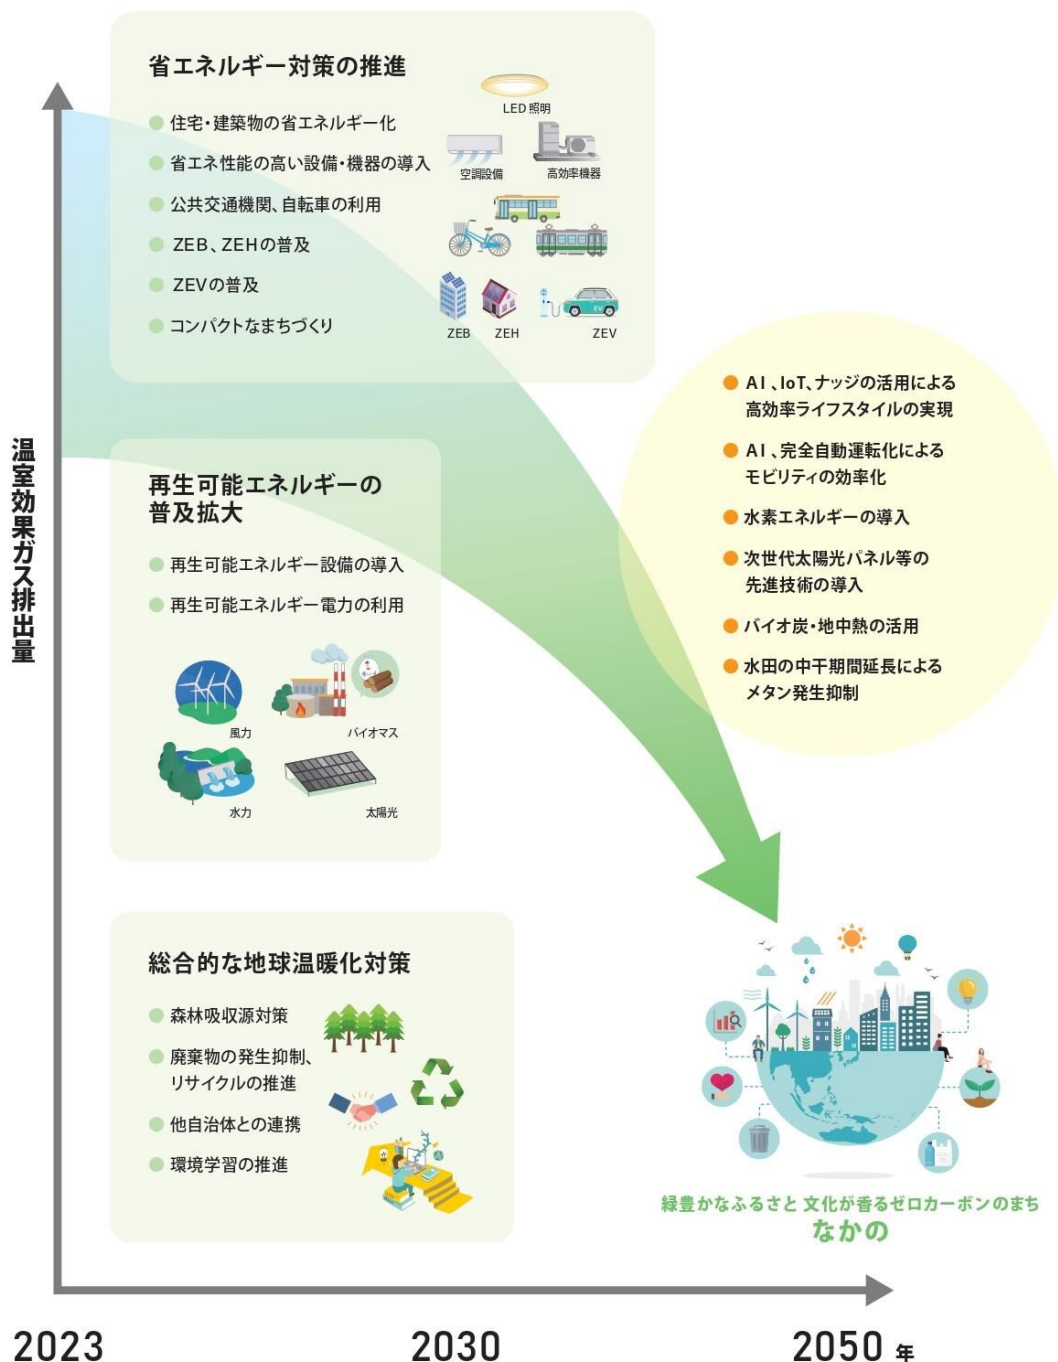 省エネルギー対策の推進
住宅・建築物の省エネルギー化
省エネ性能の高い設備・機器の導入
公共交通機関、自転車の利用
ZEB、ZEHの普及
ZEVの普及
コンパクトなまちづくり
LED 照明
空調設備
高効率機器
EV
ZEB
ZEH
ZEV
温室効果ガス排出量
再生可能エネルギーの
普及拡大
再生可能エネルギー設備の導入
再生可能エネルギー電力の利用
風力
バイオマス
水力
太陽光
AI、IoT、ナッジの活用による
高効率ライフスタイルの実現
AI、完全自動運転化による
モビリティの効率化
水素エネルギーの導入
次世代太陽光パネル等の
先進技術の導入
バイオ炭・地中熱の活用
水田の中干期間延長による
メタン発生抑制
総合的な地球温暖化対策
森林吸収源対策
廃棄物の発生抑制、
リサイクルの推進
他自治体との連携
環境学習の推進
緑豊かなふるさと 文化が香るゼロカーボンのまち
なかの
2023
2030
2050 年